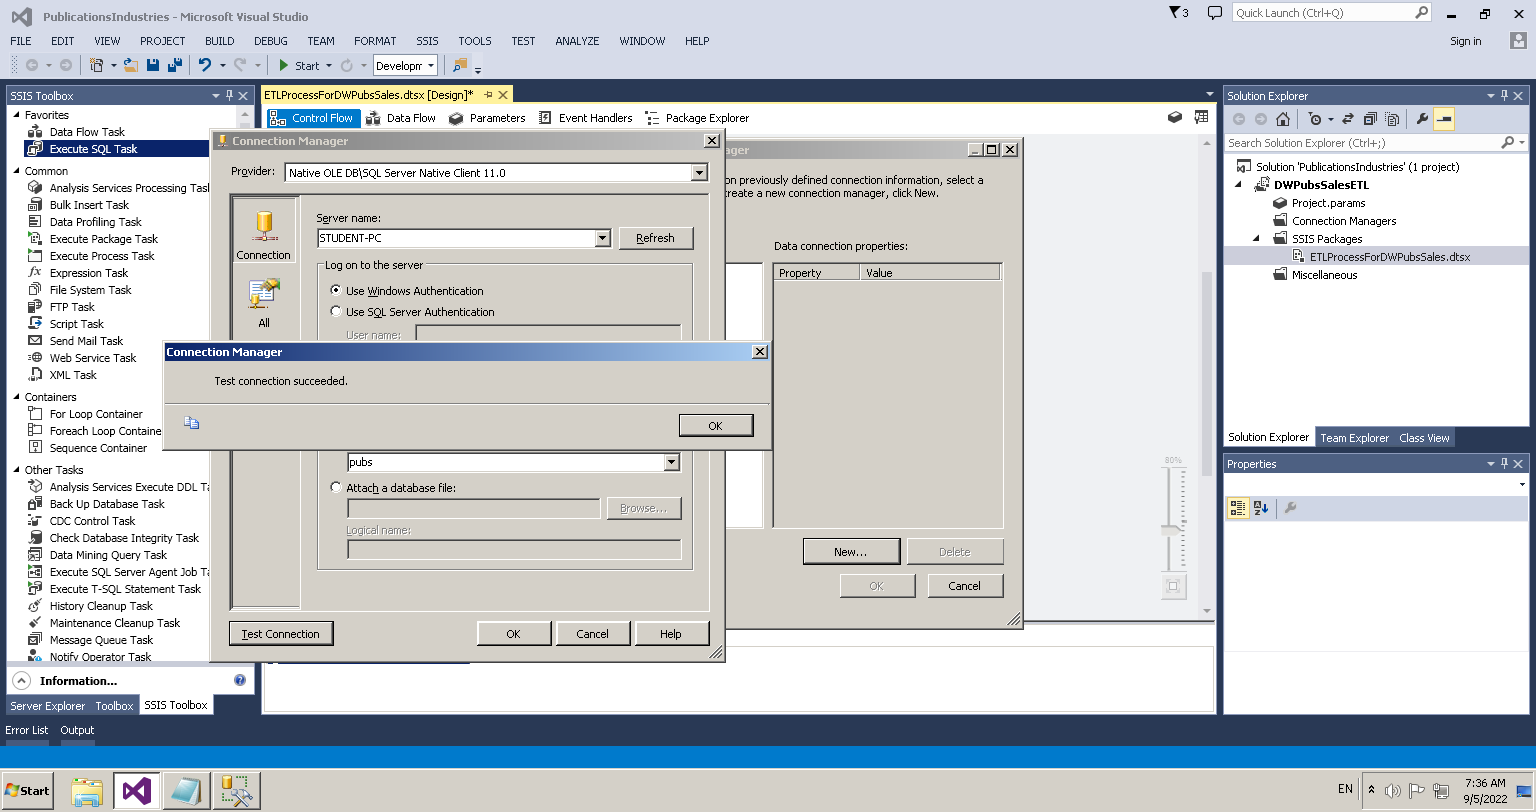 PublicationsIndustries - Microsoft Visual Studio
3
Quick Launch (Ctrl+Q)
FILE EDIT VIEW PROJECT BUILD DEBUG TEAM FORMAT SSIS TOOLS TEST ANALYZE WINDOW HELP
Sign in
Start
Developm
SSIS Toolbox
Favorites
Data Flow Task
Execute SQL Task
Common
Analysis Services Processing Task
Bulk Insert Task
Data Profiling Task
Execute Package Task
Execute Process Task
Expression Task
File System Task
FTP Task
Script Task
Send Mail Task
Web Service Task
XML Task
Containers
For Loop Container
Foreach Loop Containe
Sequence Container
Other Tasks
Analysis Services Execute DDL Ta
Back Up Database Task
CDC Control Task
Check Database Integrity Task
Data Mining Query Task
Execute SQL Server Agent Job Ta
Execute T-SQL Statement Task
History Cleanup Task
Maintenance Cleanup Task
Message Queue Task
Notify Operator Task
Information...
Server Explorer Toolbox SSIS Toolbox
Error List Output
ETLProcessForDWPubsSales.dtsx [Design]*
Control Flow Data Flow Parameters Event Handlers Package Explorer
Connection Manager
Provider: Native OLE DB\SQL Server Native Client 11.0
Connection
All
Server name:
STUDENT-PC
Refresh
Log on to the server
Use Windows Authentication
Use SQL Server Authentication
User name:
Connection Manager
Test connection succeeded.
OK
pubs
Attach a database file:
Browse...
Logical name:
Test Connection OK Cancel Help
ager
on previously defined connection information, select a
create a new connection manager, click New.
Data connection properties:
Property Value
New... Delete
OK Cancel
80%
Solution Explorer
Search Solution Explorer (Ctrl+;)
Solution 'PublicationsIndustries' (1 project)
DWPubsSalesETL
Project.params
Connection Managers
SSIS Packages
ETLProcessForDWPubsSales.dtsx
Miscellaneous
Solution Explorer Team Explorer Class View
Properties
Start
EN
7:36 AM
9/5/2022